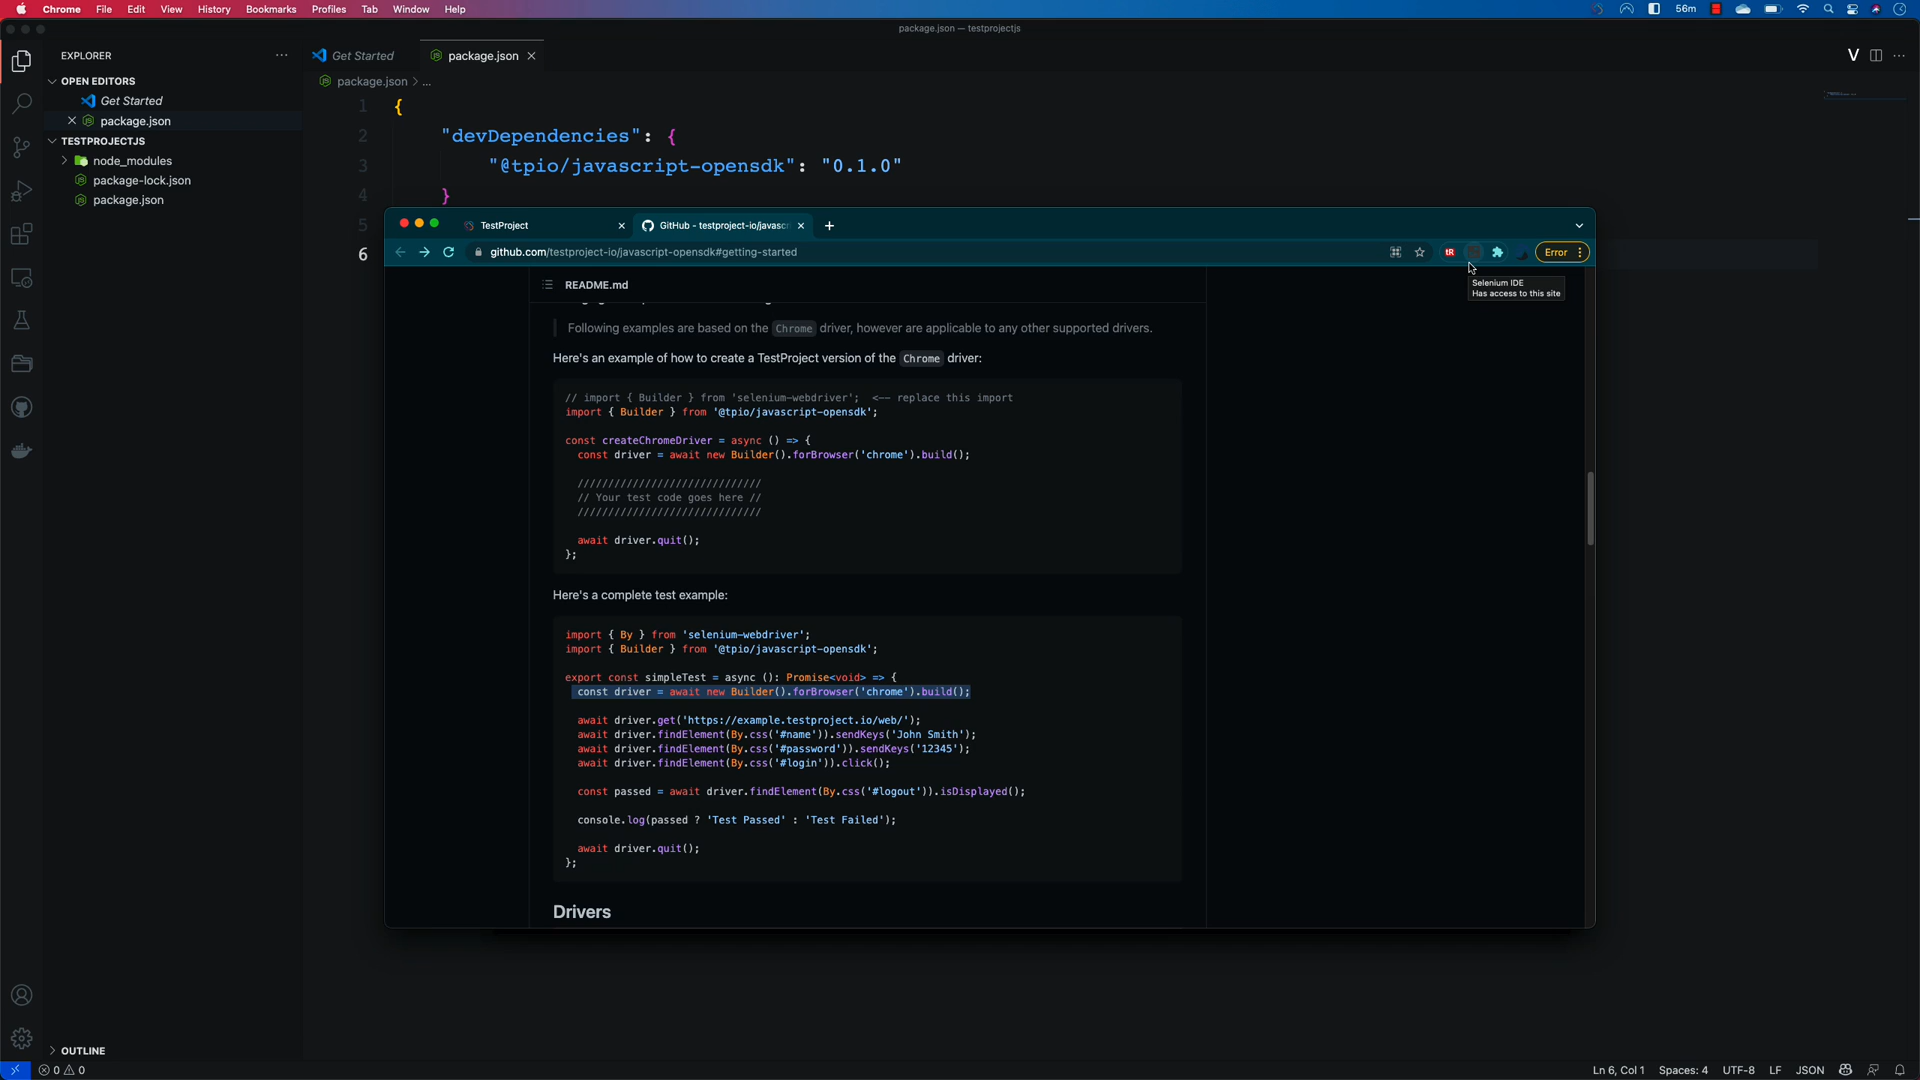 Chrome File Edit View History Bookmarks Profiles Tab Window Help 56m
package.json — testprojectjs
EXPLORER
Get Started
package.json
OPEN EDITORS
package.json > ...
Get Started
package.json
TESTPROJECTJS
node_modules
package-lock.json
package.json
1 {
2 "devDependencies": {
3 "@tpio/javascript-opensdk": "0.1.0"
4 }
5
6
TestProject
GitHub - testproject-io/javasc
github.com/testproject-io/javascript-opensdk#getting-started
tR
Error
Selenium IDE
Has access to this site
README.md
Following examples are based on the Chrome driver, however are applicable to any other supported drivers.
Here's an example of how to create a TestProject version of the Chrome driver:
// import { Builder } from 'selenium-webdriver'; <-- replace this import
import { Builder } from '@tpio/javascript-opensdk';
const createChromeDriver = async () => {
const driver = await new Builder().forBrowser('chrome').build();
//////////////////////////////
// Your test code goes here //
//////////////////////////////
await driver.quit();
};
Here's a complete test example:
import { By } from 'selenium-webdriver';
import { Builder } from '@tpio/javascript-opensdk';
export const simpleTest = async (): Promise<void> => {
const driver = await new Builder().forBrowser('chrome').build();
await driver.get('https://example.testproject.io/web/');
await driver.findElement(By.css('#name')).sendKeys('John Smith');
await driver.findElement(By.css('#password')).sendKeys('12345');
await driver.findElement(By.css('#login')).click();
const passed = await driver.findElement(By.css('#logout')).isDisplayed();
console.log(passed ? 'Test Passed' : 'Test Failed');
await driver.quit();
};
Drivers
OUTLINE
0 0
Ln 6, Col 1 Spaces: 4 UTF-8 LF JSON